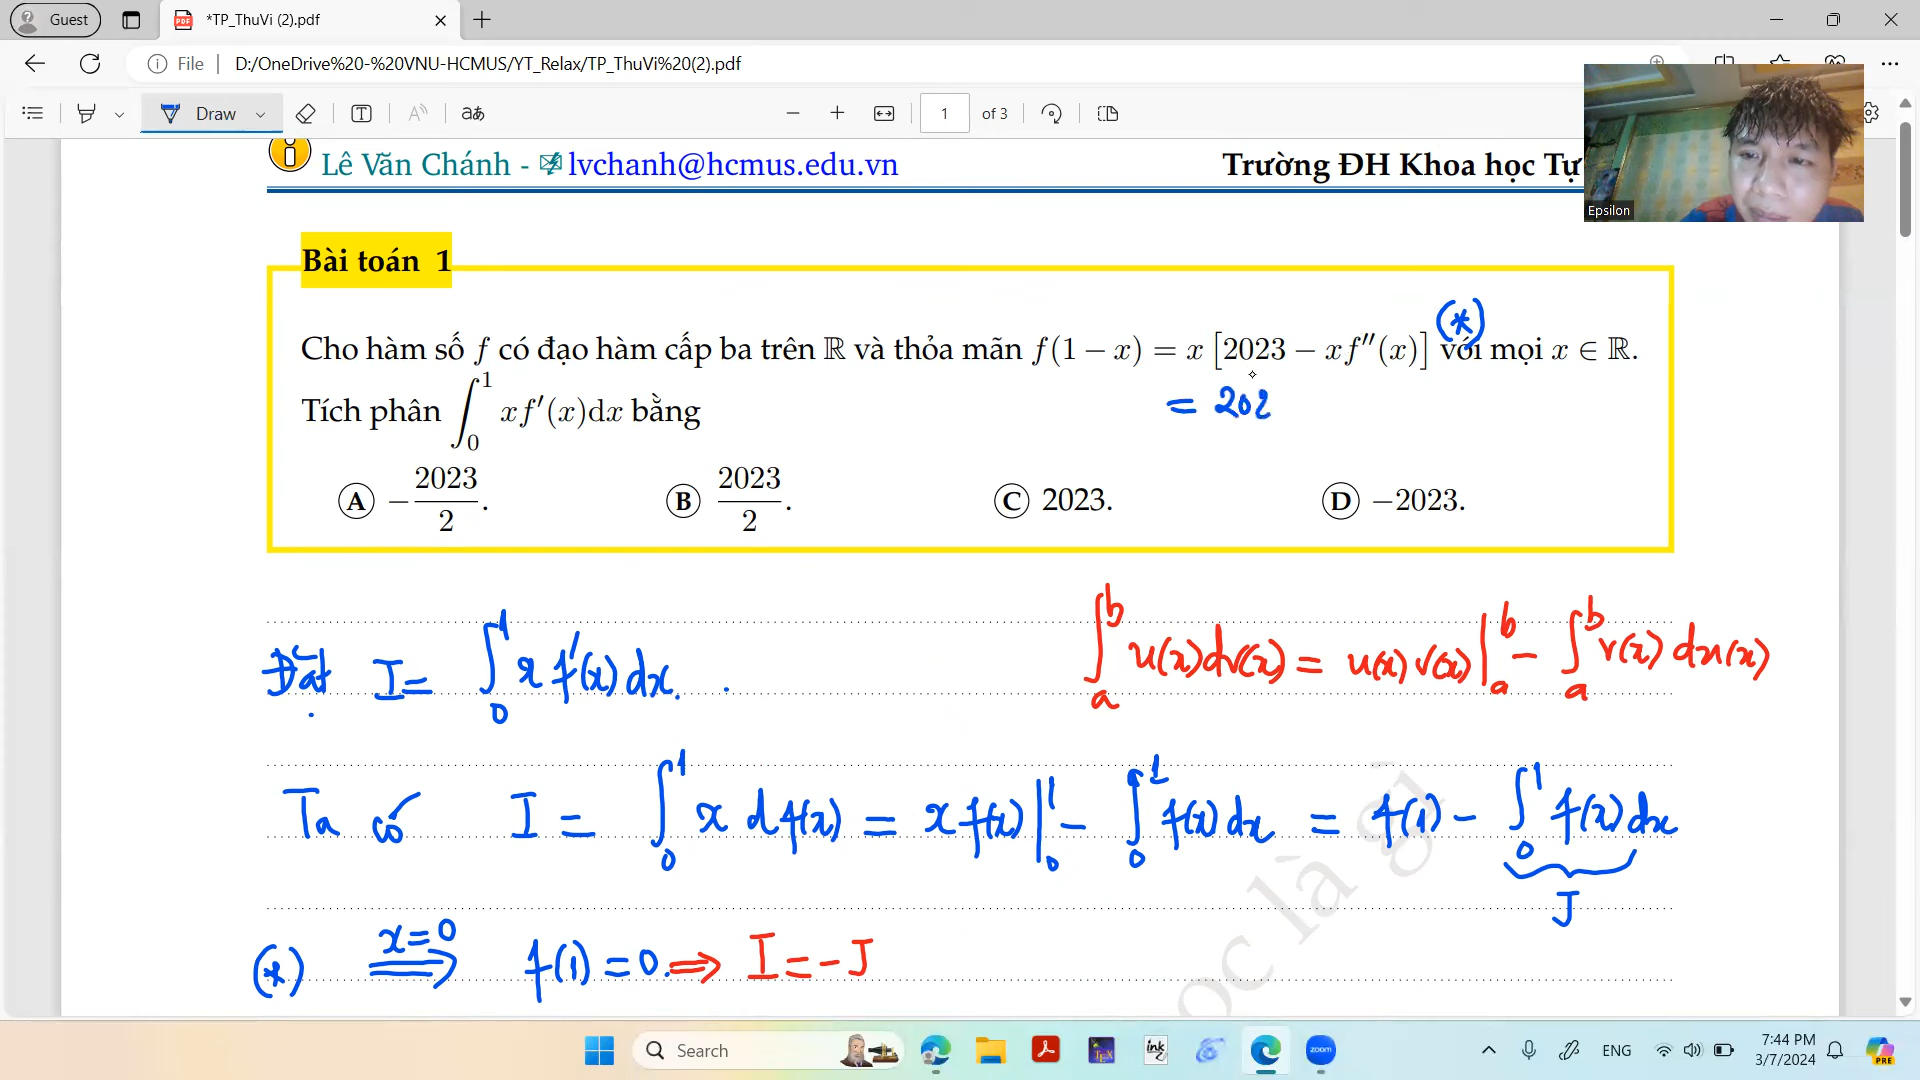 Guest
*TP_ThuVi (2).pdf
File | D:/OneDrive%20-%20VNU-HCMUS/YT_Relax/TP_ThuVi%20(2).pdf
Draw
1 of 3
Lê Văn Chánh - lvchanh@hcmus.edu.vn
Trường ĐH Khoa học Tự
Epsilon
Bài toán 1
(*)
Cho hàm số f có đạo hàm cấp ba trên ℝ và thỏa mãn f(1 − x) = x [2023 − xf″(x)] với mọi x ∈ ℝ.
= 202
Tích phân ∫₀¹ xf′(x)dx bằng
A −2023/2. B 2023/2. C 2023. D −2023.
Đặt I = ∫₀¹ x f'(x) dx.
∫ₐᵇ u(x)dv(x) = u(x)v(x)|ₐᵇ − ∫ₐᵇ v(x) du(x)
Ta có I = ∫₀¹ x df(x) = x f(x)|₀¹ − ∫₀¹ f(x) dx = f(1) − ∫₀¹ f(x) dx
J
(*) x=0 ⟹ f(1) = 0. ⟹ I = −J
ọc là gì
Search
ENG
7:44 PM
3/7/2024